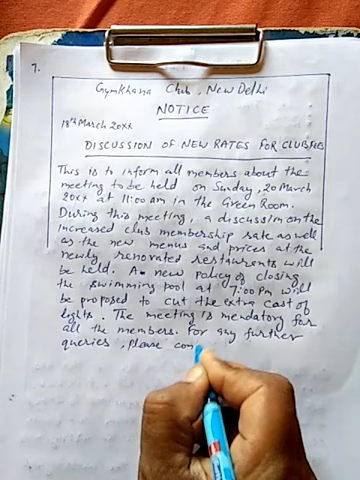 7.
Gymkhana Club, New Delhi
NOTICE
18th March 20xx
DISCUSSION OF NEW RATES FOR CLUB FEES
This is to inform all members about the
meeting to be held on Sunday, 20 March
20xx at 11:00 am in the Green Room.
During this meeting, a discussion on the
increased club membership rate as well
as the new menus and prices at the
newly renovated restaurants will
be held. A new policy of closing
the swimming pool at 7:00 Pm will
be proposed to cut the extra cost of
lights. The meeting is mendatory for
all the members. For any further
queries, please con